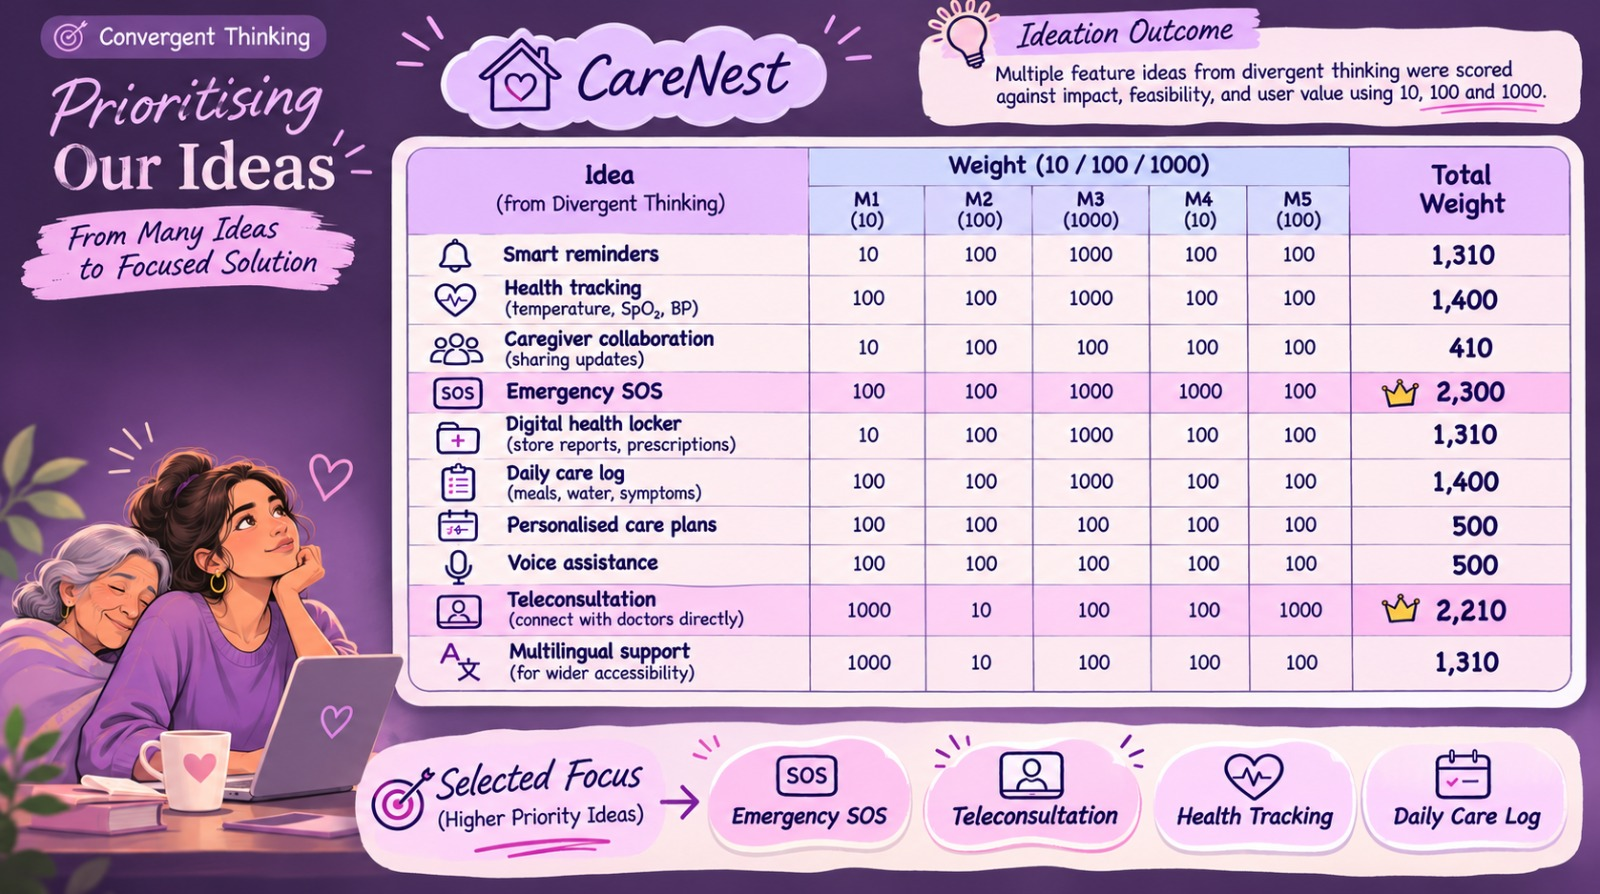 Convergent Thinking
Prioritising
Our Ideas
From Many Ideas
to Focused Solution
CareNest
Ideation Outcome
Multiple feature ideas from divergent thinking were scored
against impact, feasibility, and user value using 10, 100 and 1000.
Idea
(from Divergent Thinking)
Weight (10 / 100 / 1000)
Total
Weight
M1 M2 M3 M4 M5
(10) (100) (1000) (10) (100)
Smart reminders 10 100 1000 100 100 1,310
Health tracking
(temperature, SpO₂, BP) 100 100 1000 100 100 1,400
Caregiver collaboration
(sharing updates) 10 100 100 100 100 410
SOS Emergency SOS 100 100 1000 1000 100 2,300
Digital health locker
(store reports, prescriptions) 10 100 1000 100 100 1,310
Daily care log
(meals, water, symptoms) 100 100 1000 100 100 1,400
Personalised care plans 100 100 100 100 100 500
Voice assistance 100 100 100 100 100 500
Teleconsultation
(connect with doctors directly) 1000 10 100 100 1000 2,210
A文 Multilingual support
(for wider accessibility) 1000 10 100 100 100 1,310
Selected Focus
(Higher Priority Ideas)
SOS
Emergency SOS
Teleconsultation
Health Tracking
Daily Care Log